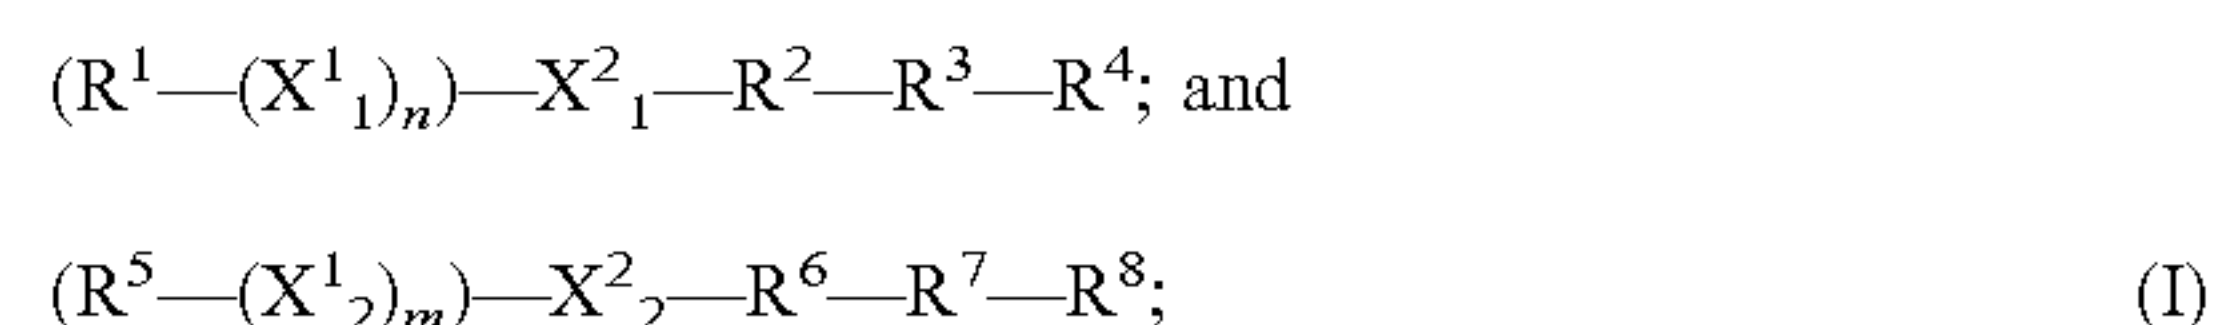 (R¹—(X¹₁)ₙ)—X²₁—R²—R³—R⁴; and
(R⁵—(X¹₂)ₘ)—X²₂—R⁶—R⁷—R⁸; (I)